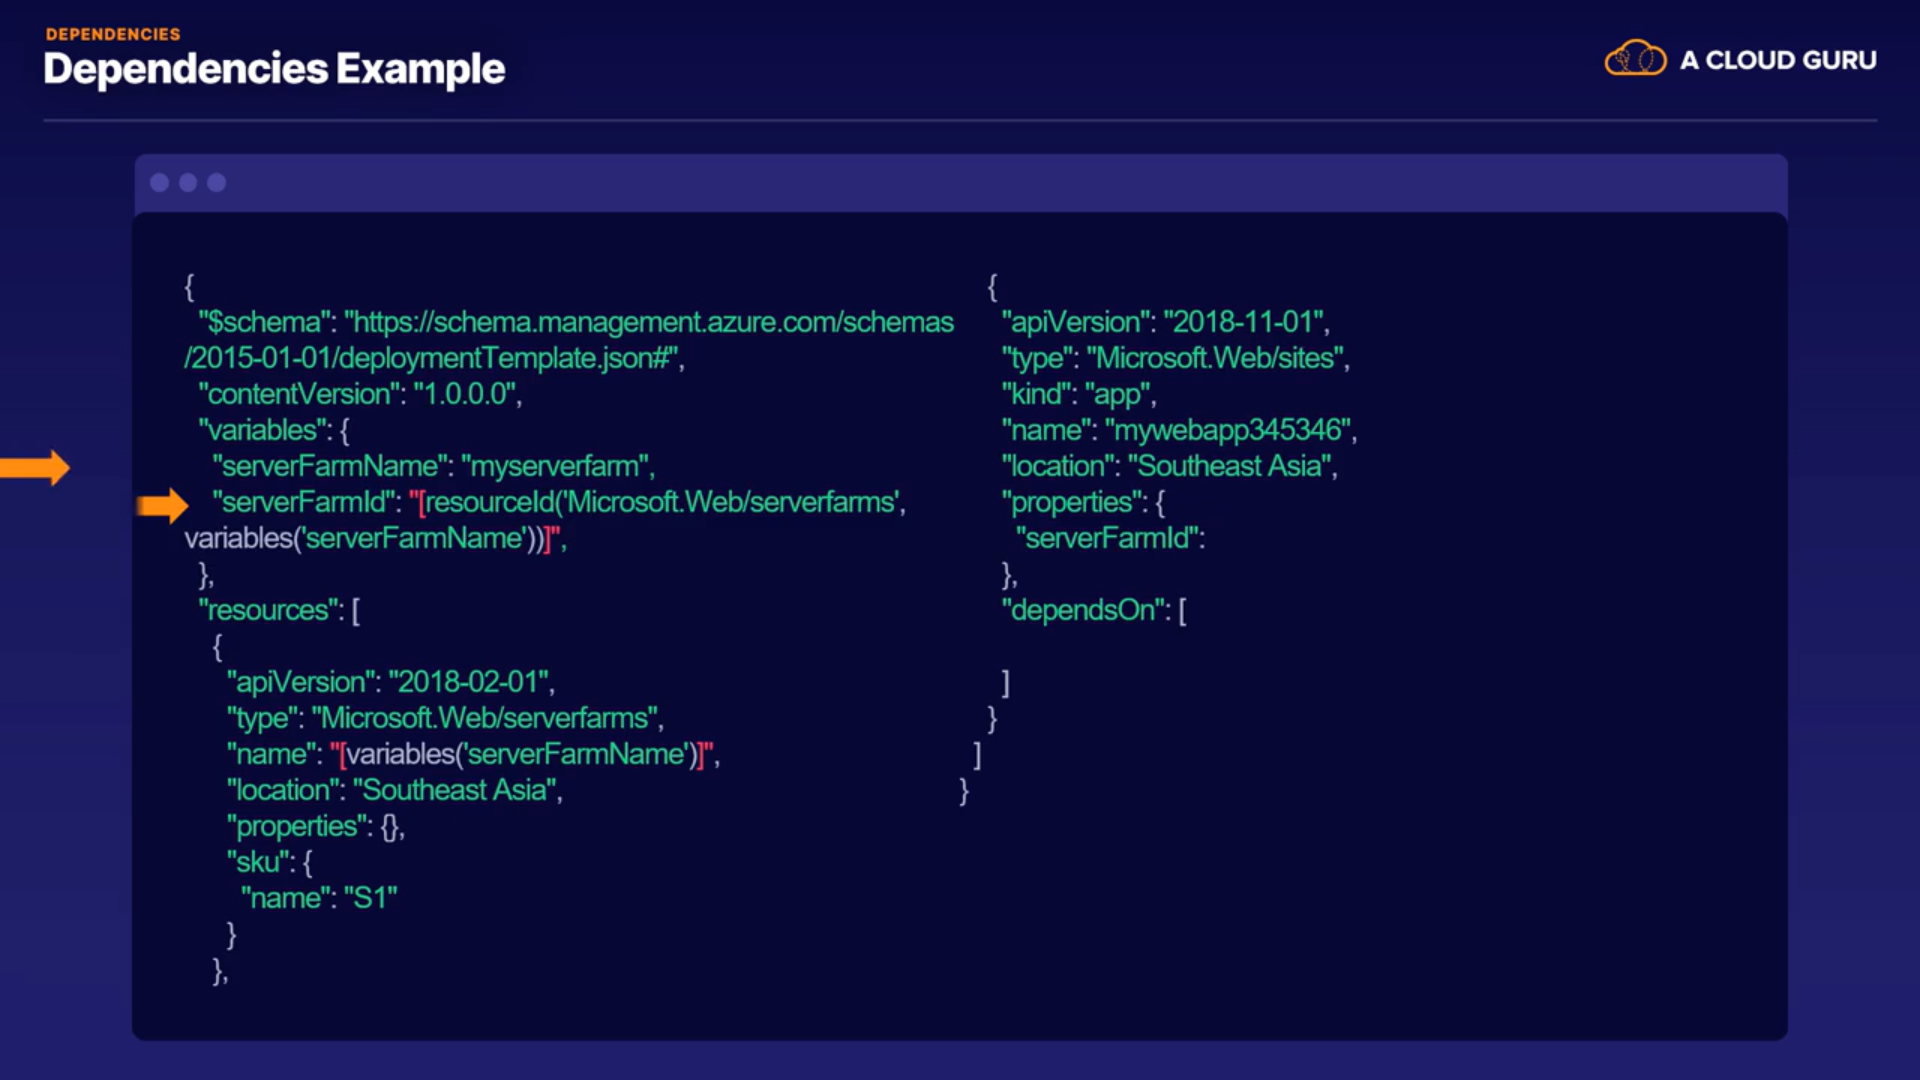 DEPENDENCIES
Dependencies Example
A CLOUD GURU
{
"$schema": "https://schema.management.azure.com/schemas
/2015-01-01/deploymentTemplate.json#",
"contentVersion": "1.0.0.0",
"variables": {
"serverFarmName": "myserverfarm",
"serverFarmId": "[resourceId('Microsoft.Web/serverfarms',
variables('serverFarmName'))]",
},
"resources": [
{
"apiVersion": "2018-02-01",
"type": "Microsoft.Web/serverfarms",
"name": "[variables('serverFarmName')]",
"location": "Southeast Asia",
"properties": {},
"sku": {
"name": "S1"
}
},
{
"apiVersion": "2018-11-01",
"type": "Microsoft.Web/sites",
"kind": "app",
"name": "mywebapp345346",
"location": "Southeast Asia",
"properties": {
"serverFarmId":
},
"dependsOn": [
]
}
]
}